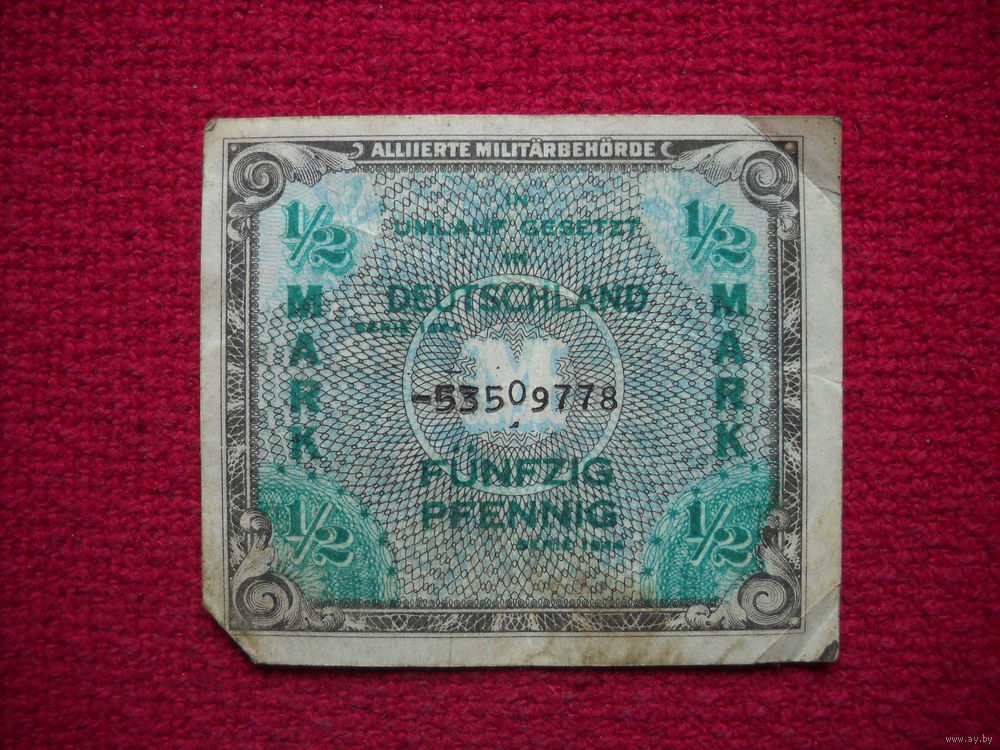 ALLIIERTE MILITÄRBEHÖRDE
1/2 1/2
IN
UMLAUF GESETZT
IN
DEUTSCHLAND
SERIE 1944
MARK MARK
M
-53509778
FÜNFZIG
PFENNIG
SERIE 1944
1/2 1/2
www.ay.by